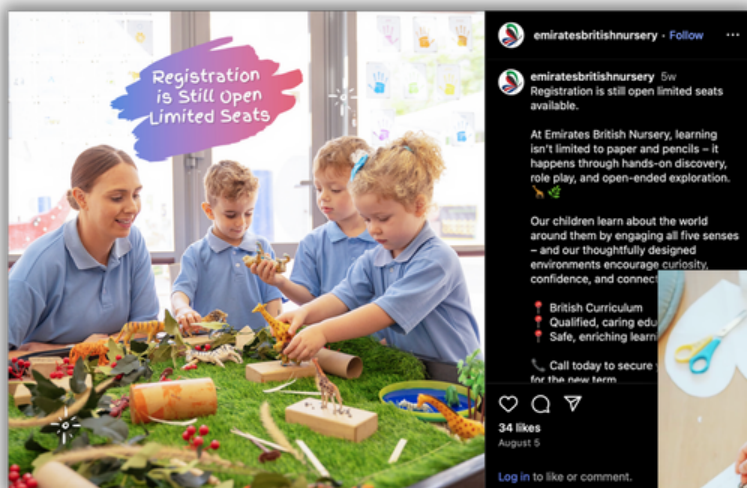 Registration
is Still Open
Limited Seats
emiratesbritishnursery • Follow
emiratesbritishnursery 5w
Registration is still open limited seats
available.
At Emirates British Nursery, learning
isn't limited to paper and pencils – it
happens through hands-on discovery,
role play, and open-ended exploration.
Our children learn about the world
around them by engaging all five senses
– and our thoughtfully designed
environments encourage curiosity,
confidence, and
British Curriculum
Qualified, caring
Safe, enriching
Call today to secure
for the new term
34 likes
August 5
Log in to like or comment.